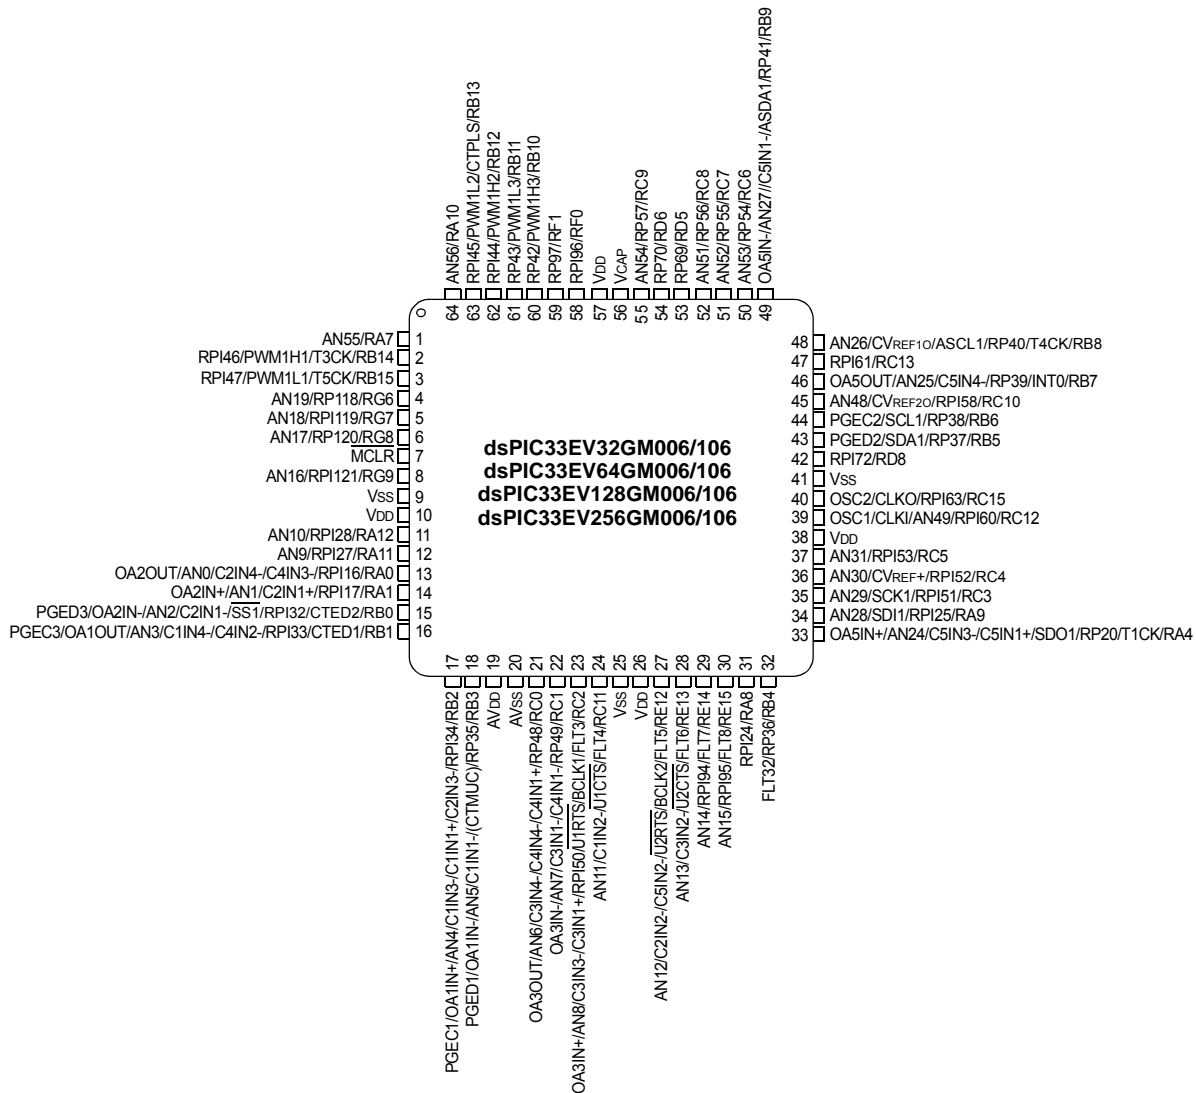 OA5IN-/AN27//C5IN1-/ASDA1/RP41/RB9
AN53/RP54/RC6
AN52/RP55/RC7
AN51/RP56/RC8
RP69/RD5
RP70/RD6
AN54/RP57/RC9
VCAP
VDD
RPI96/RF0
RP97/RF1
RP42/PWM1H3/RB10
RP43/PWM1L3/RB11
RPI44/PWM1H2/RB12
RPI45/PWM1L2/CTPLS/RB13
AN56/RA10
64 63 62 61 60 59 58 57 56 55 54 53 52 51 50 49
AN55/RA7 1
RPI46/PWM1H1/T3CK/RB14 2
RPI47/PWM1L1/T5CK/RB15 3
AN19/RP118/RG6 4
AN18/RPI119/RG7 5
AN17/RP120/RG8 6
MCLR 7
AN16/RPI121/RG9 8
VSS 9
VDD 10
AN10/RPI28/RA12 11
AN9/RPI27/RA11 12
OA2OUT/AN0/C2IN4-/C4IN3-/RPI16/RA0 13
OA2IN+/AN1/C2IN1+/RPI17/RA1 14
PGED3/OA2IN-/AN2/C2IN1-/SS1/RPI32/CTED2/RB0 15
PGEC3/OA1OUT/AN3/C1IN4-/C4IN2-/RPI33/CTED1/RB1 16
dsPIC33EV32GM006/106
dsPIC33EV64GM006/106
dsPIC33EV128GM006/106
dsPIC33EV256GM006/106
48 AN26/CVREF1O/ASCL1/RP40/T4CK/RB8
47 RPI61/RC13
46 OA5OUT/AN25/C5IN4-/RP39/INT0/RB7
45 AN48/CVREF2O/RPI58/RC10
44 PGEC2/SCL1/RP38/RB6
43 PGED2/SDA1/RP37/RB5
42 RPI72/RD8
41 VSS
40 OSC2/CLKO/RPI63/RC15
39 OSC1/CLKI/AN49/RPI60/RC12
38 VDD
37 AN31/RPI53/RC5
36 AN30/CVREF+/RPI52/RC4
35 AN29/SCK1/RPI51/RC3
34 AN28/SDI1/RPI25/RA9
33 OA5IN+/AN24/C5IN3-/C5IN1+/SDO1/RP20/T1CK/RA4
17 18 19 20 21 22 23 24 25 26 27 28 29 30 31 32
PGEC1/OA1IN+/AN4/C1IN3-/C1IN1+/C2IN3-/RPI34/RB2
PGED1/OA1IN-/AN5/C1IN1-/(CTMUC)/RP35/RB3
AVDD
AVSS
OA3OUT/AN6/C3IN4-/C4IN4-/C4IN1+/RP48/RC0
OA3IN-/AN7/C3IN1-/C4IN1-/RP49/RC1
OA3IN+/AN8/C3IN3-/C3IN1+/RPI50/U1RTS/BCLK1/FLT3/RC2
AN11/C1IN2-/U1CTS/FLT4/RC11
VSS
VDD
AN12/C2IN2-/C5IN2-/U2RTS/BCLK2/FLT5/RE12
AN13/C3IN2-/U2CTS/FLT6/RE13
AN14/RPI94/FLT7/RE14
AN15/RPI95/FLT8/RE15
RPI24/RA8
FLT32/RP36/RB4